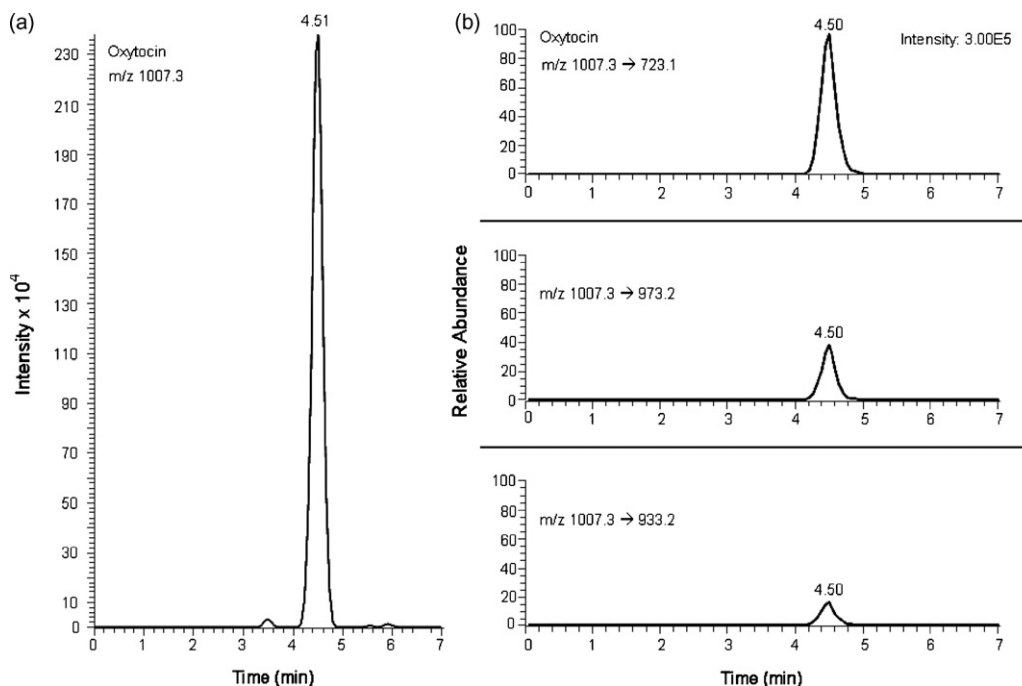 (a)
4.51
Oxytocin
m/z 1007.3
230
210
190
170
150
130
110
90
70
50
30
10
0
0 1 2 3 4 5 6 7
Intensity x 10⁴
Time (min)
(b)
4.50
Oxytocin
Intensity: 3.00E5
m/z 1007.3 → 723.1
100
80
60
40
20
0
0 1 2 3 4 5 6 7
m/z 1007.3 → 973.2
4.50
100
80
60
40
20
0
0 1 2 3 4 5 6 7
Relative Abundance
m/z 1007.3 → 933.2
4.50
100
80
60
40
20
0
0 1 2 3 4 5 6 7
Time (min)